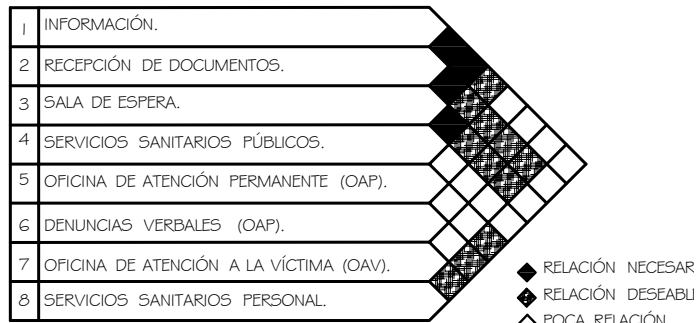 1 INFORMACIÓN.
2 RECEPCIÓN DE DOCUMENTOS.
3 SALA DE ESPERA.
4 SERVICIOS SANITARIOS PÚBLICOS.
5 OFICINA DE ATENCIÓN PERMANENTE (OAP).
6 DENUNCIAS VERBALES (OAP).
7 OFICINA DE ATENCIÓN A LA VÍCTIMA (OAV).
8 SERVICIOS SANITARIOS PERSONAL.
RELACIÓN NECESAR
RELACIÓN DESEABL
POCA RELACIÓN